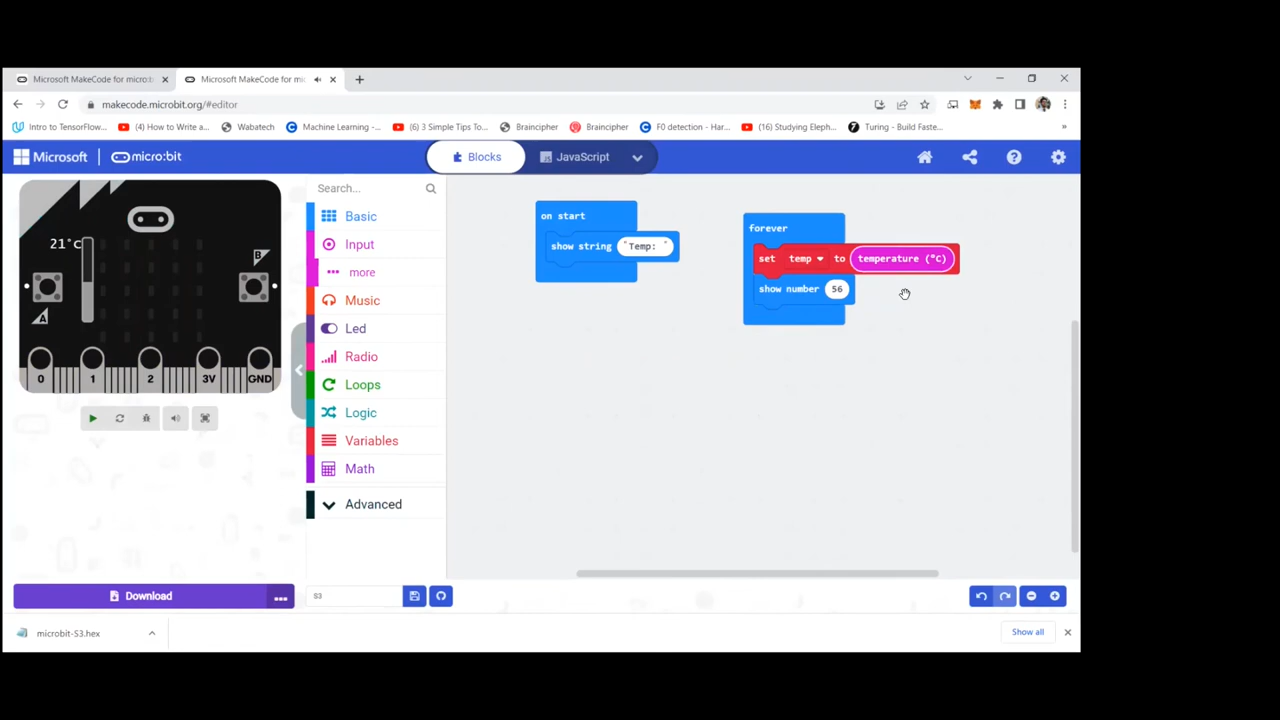 Microsoft MakeCode for micro:b
Microsoft MakeCode for mic
makecode.microbit.org/#editor
Intro to TensorFlow...
(4) How to Write a...
Wabatech
Machine Learning -...
(6) 3 Simple Tips To...
Braincipher
Braincipher
F0 detection - Har...
(16) Studying Eleph...
Turing - Build Faste...
»
Microsoft
micro:bit
Blocks
JavaScript
21°C
A
B
0
1
2
3V
GND
Search...
Basic
Input
more
Music
Led
Radio
Loops
Logic
Variables
Math
Advanced
on start
show string "Temp: "
forever
set temp to temperature (°C)
show number 56
Download
...
S3
microbit-S3.hex
Show all